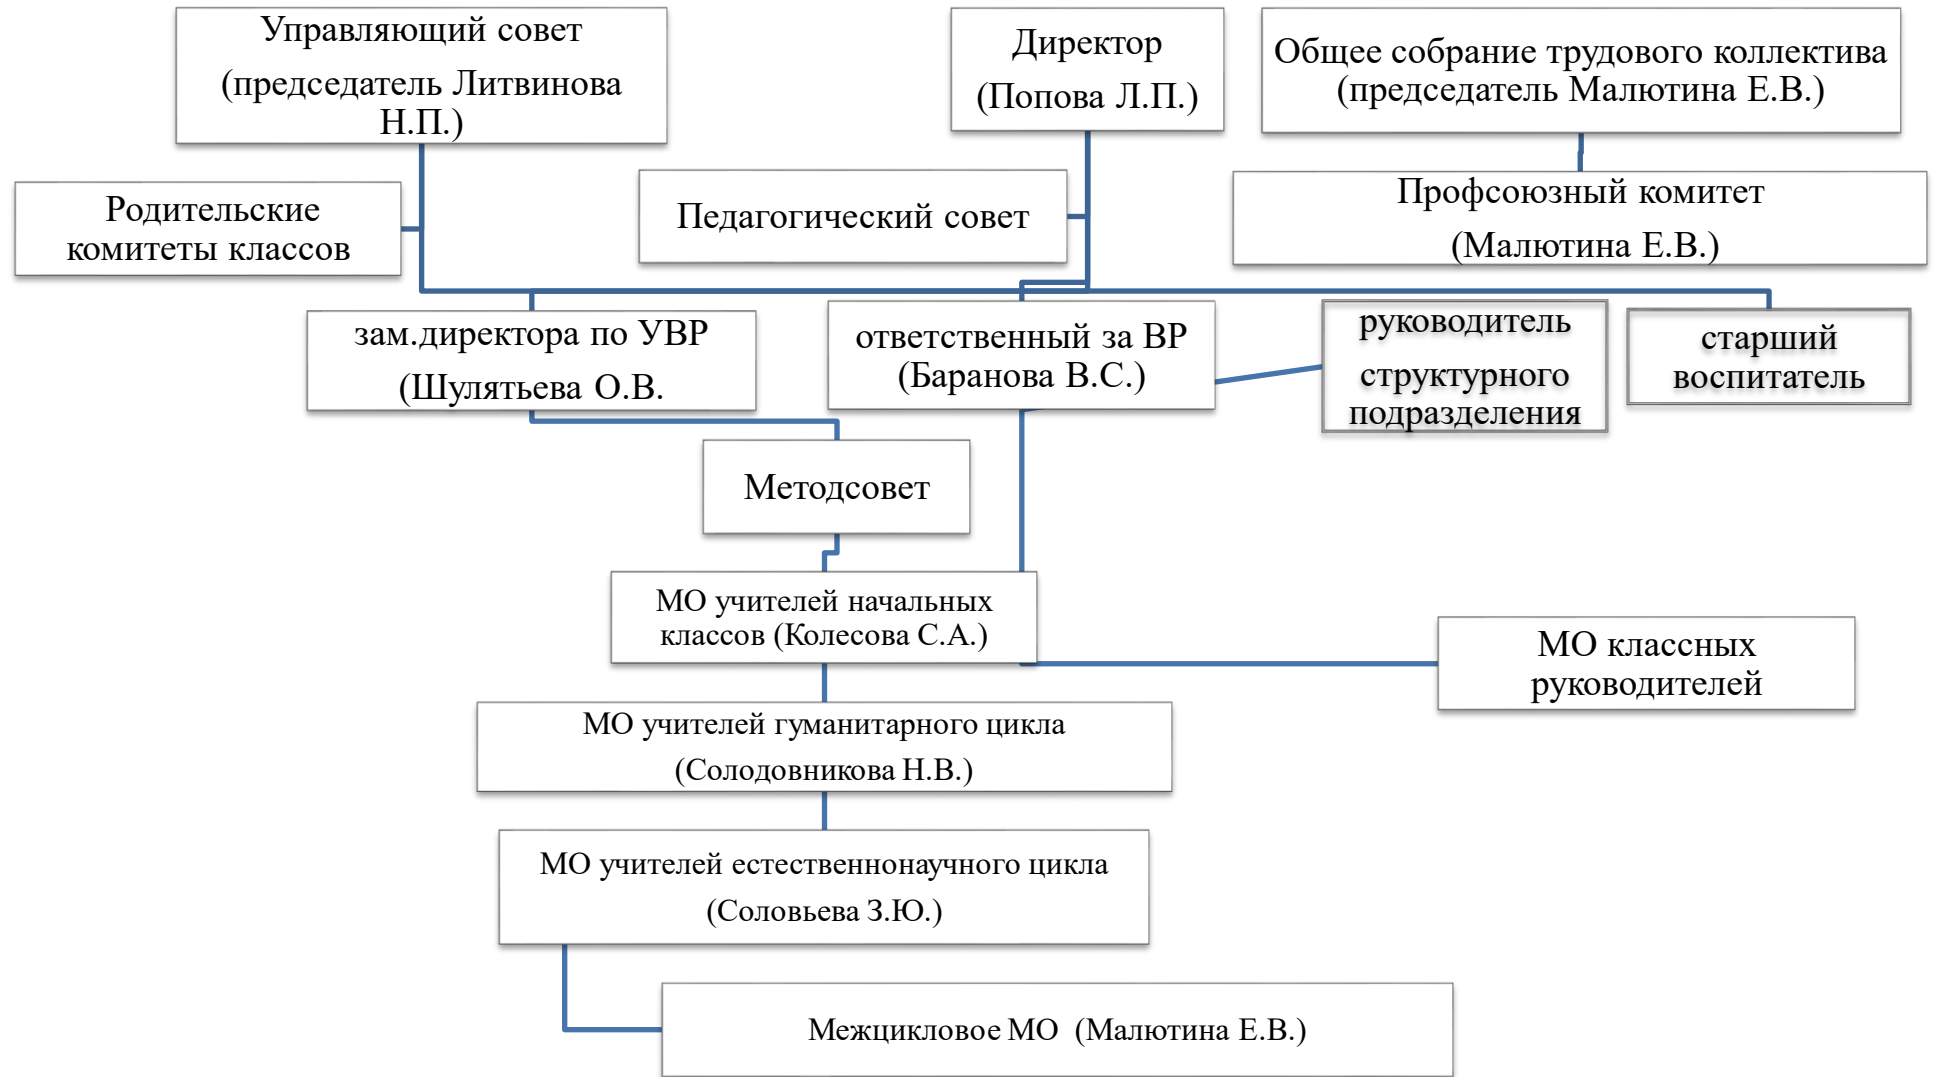 Управляющий совет
(председатель Литвинова
Н.П.)
Директор
(Попова Л.П.)
Общее собрание трудового коллектива
(председатель Малютина Е.В.)
Родительские
комитеты классов
Педагогический совет
Профсоюзный комитет
(Малютина Е.В.)
зам.директора по УВР
(Шулятьева О.В.
ответственный за ВР
(Баранова В.С.)
руководитель
структурного
подразделения
старший
воспитатель
Методсовет
МО учителей начальных
классов (Колесова С.А.)
МО классных
руководителей
МО учителей гуманитарного цикла
(Солодовникова Н.В.)
МО учителей естественнонаучного цикла
(Соловьева З.Ю.)
Межцикловое МО (Малютина Е.В.)